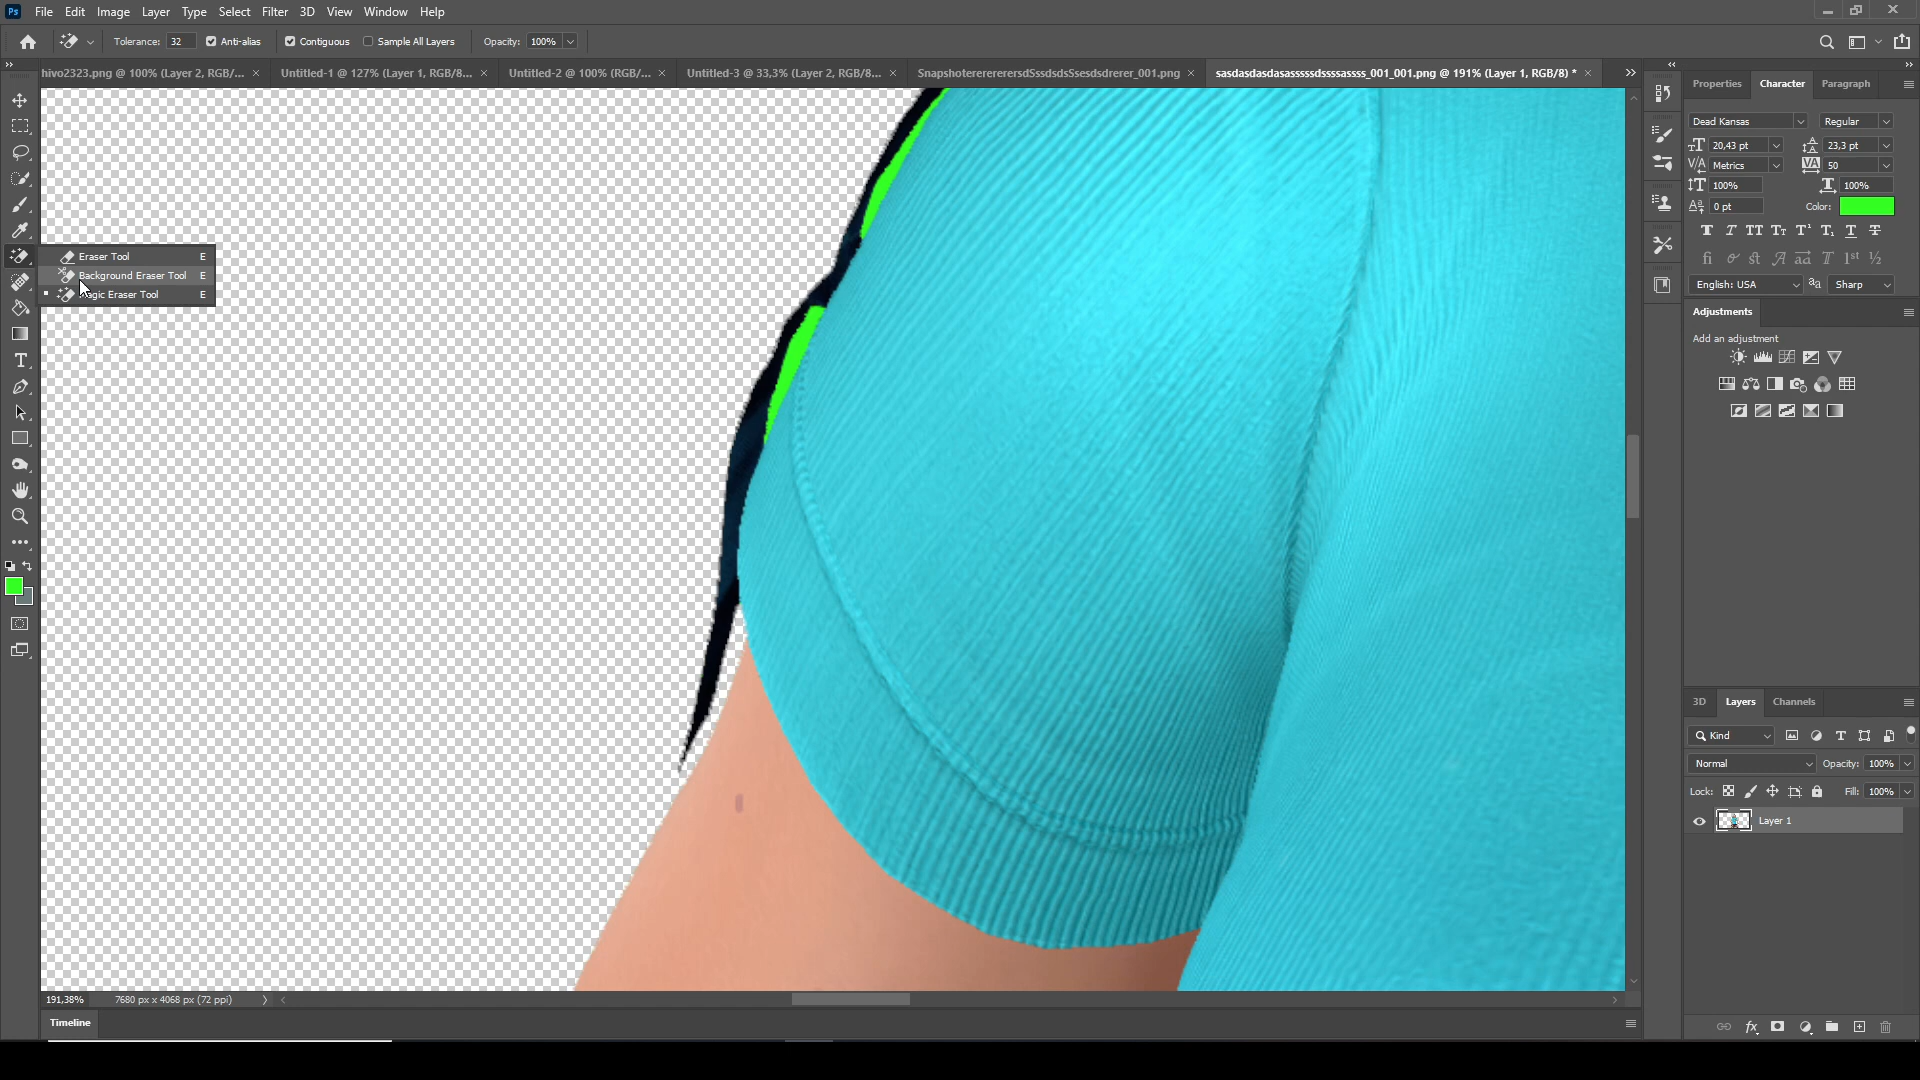 Ps File Edit Image Layer Type Select Filter 3D View Window Help
Tolerance: 32 Anti-alias Contiguous Sample All Layers Opacity: 100%
hivo2323.png @ 100% (Layer 2, RGB/... × Untitled-1 @ 127% (Layer 1, RGB/8... × Untitled-2 @ 100% (RGB/... × Untitled-3 @ 33,3% (Layer 2, RGB/8... × × sasdasdasdasasssssdssssassss_001_001.png @ 191% (Layer 1, RGB/8) * ×
Properties Character Paragraph
Dead Kansas Regular
20,43 pt 23,3 pt
Metrics 50
100% 100%
0 pt Color:
English: USA aa Sharp
Eraser Tool E
Background Eraser Tool E
agic Eraser Tool E
Adjustments
Add an adjustment
3D Layers Channels
Kind
Normal Opacity: 100%
Lock: Fill: 100%
Layer 1
191,38% 7680 px x 4068 px (72 ppi)
Timeline